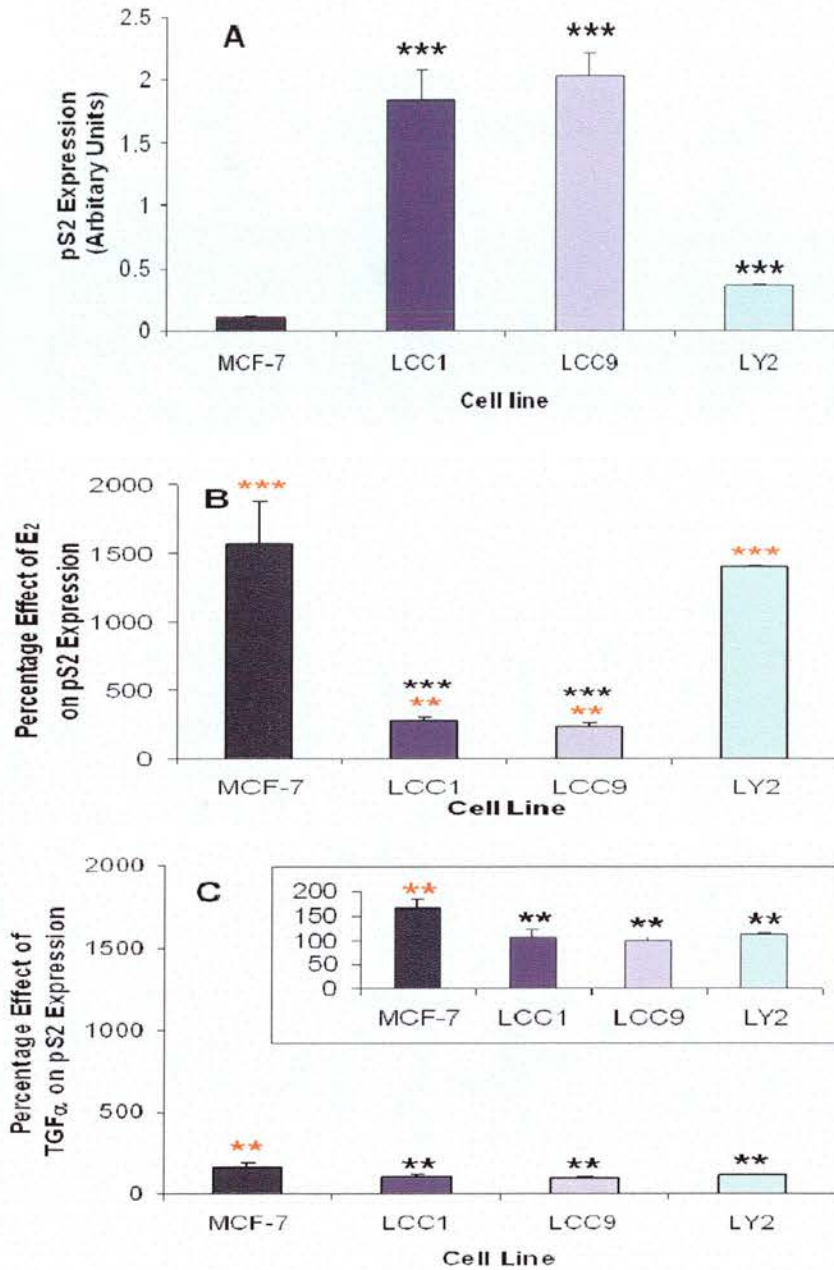 A
pS2 Expression
(Arbitary Units)
2.5
2
1.5
1
0.5
0
***
***
***
MCF-7 LCC1 LCC9 LY2
Cell line
B
Percentage Effect of E2
on pS2 Expression
2000
1500
1000
500
0
***
***
**
***
**
***
MCF-7 LCC1 LCC9 LY2
Cell Line
C
Percentage Effect of
TGFα on pS2 Expression
2000
1500
1000
500
0
200
150
100
50
0
**
**
**
**
MCF-7 LCC1 LCC9 LY2
**
**
**
**
MCF-7 LCC1 LCC9 LY2
Cell Line